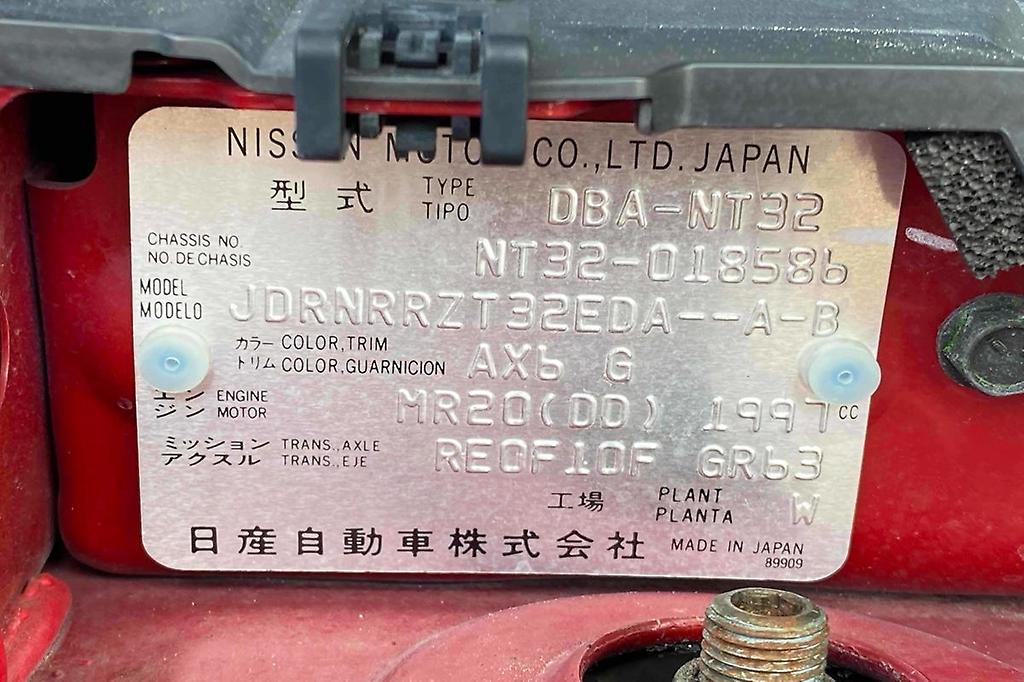 NISSAN MOTOR CO.,LTD. JAPAN
型式 TYPE TIPO DBA-NT32
CHASSIS NO. NO. DE CHASIS NT32-018586
MODEL MODELO JDRNRRZT32EDA--A-B
カラー COLOR,TRIM
トリム COLOR,GUARNICION AX6 G
エンジン ENGINE MOTOR MR20(DD) 1997 CC
ミッション TRANS.,AXLE
アクスル TRANS.,EJE RE0F10F GR63
工場 PLANT PLANTA W
日産自動車株式会社 MADE IN JAPAN
89909